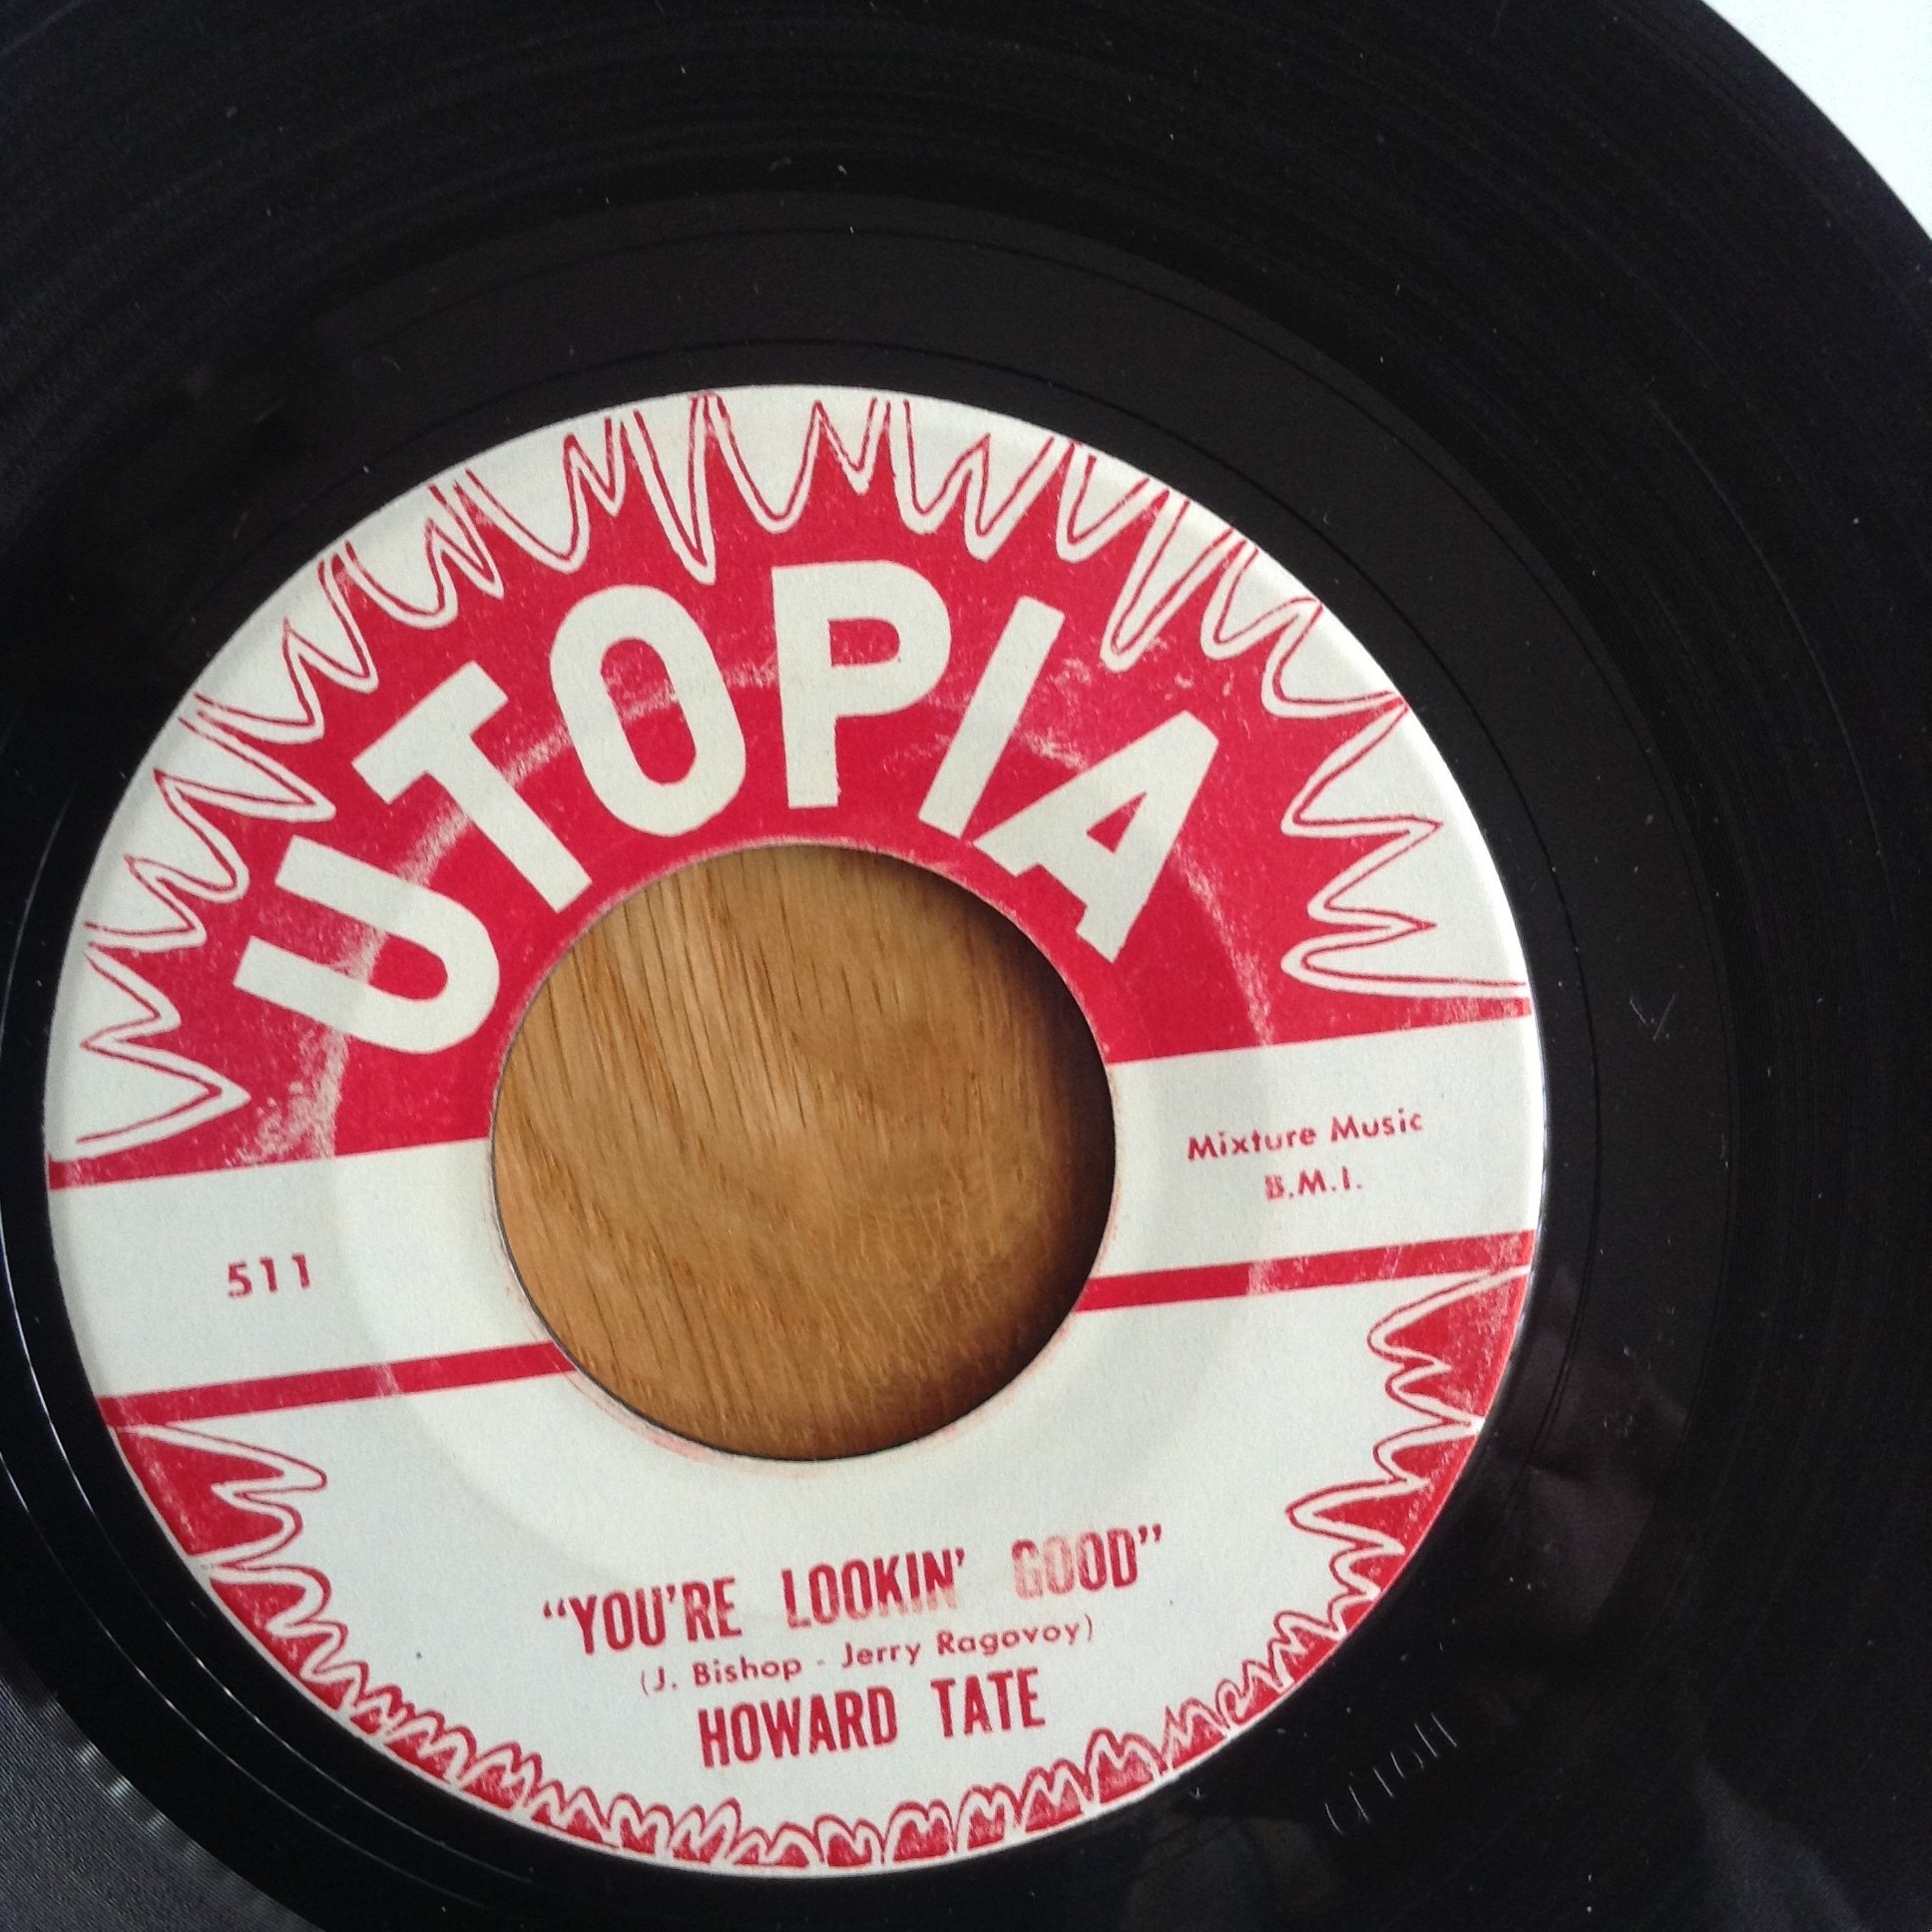 UTOPIA
Mixture Music
B.M.I.
511
“YOU'RE LOOKIN' GOOD”
(J. Bishop - Jerry Ragovoy)
HOWARD TATE